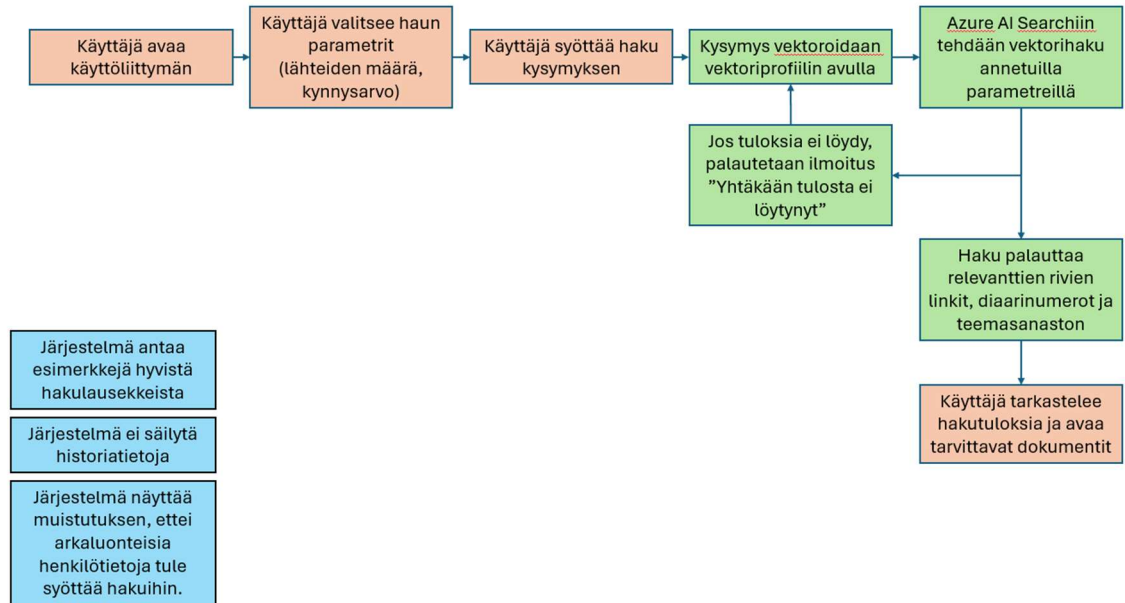 Käyttäjä avaa
käyttöliittymän
Käyttäjä valitsee haun
parametrit
(lähteiden määrä,
kynnysarvo)
Käyttäjä syöttää haku
kysymyksen
Kysymys vektoroidaan
vektoriprofiilin avulla
Azure AI Searchiin
tehdään vektorihaku
annetuilla
parametreillä
Jos tuloksia ei löydy,
palautetaan ilmoitus
”Yhtäkään tulosta ei
löytynyt”
Haku palauttaa
relevanttien rivien
linkit, diaarinumerot ja
teemasanaston
Käyttäjä tarkastelee
hakutuloksia ja avaa
tarvittavat dokumentit
Järjestelmä antaa
esimerkkejä hyvistä
hakulausekkeista
Järjestelmä ei säilytä
historiatietoja
Järjestelmä näyttää
muistutuksen, ettei
arkaluonteisia
henkilötietoja tule
syöttää hakuihin.